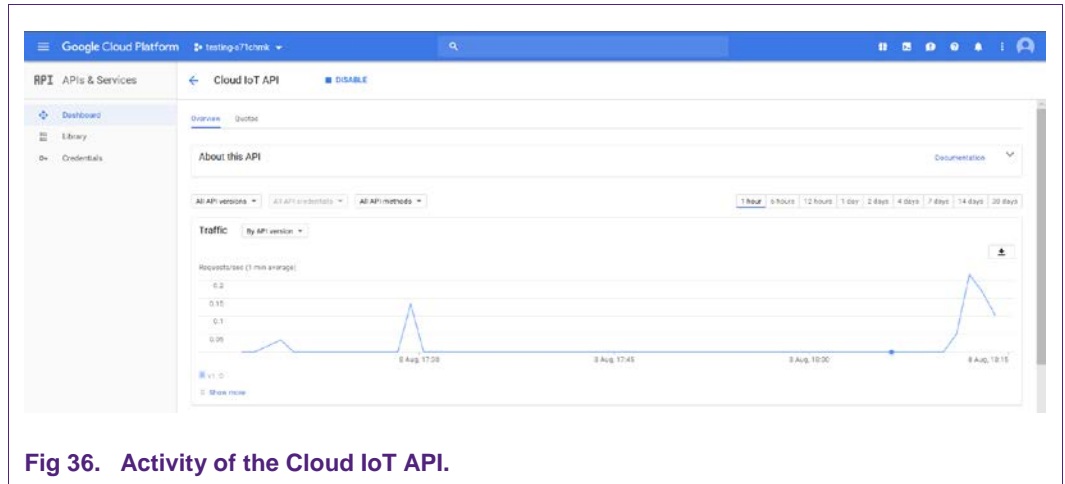 Google Cloud Platform testing-a71chmk
API APIs & Services Cloud IoT API DISABLE
Dashboard
Library
Credentials
Overview Quotas
About this API Documentation
All API versions All API credentials All API methods 1 hour 6 hours 12 hours 1 day 2 days 4 days 7 days 14 days 30 days
Traffic By API version
Requests/sec (1 min average)
0.2
0.15
0.1
0.05
8 Aug, 17:30 8 Aug, 17:45 8 Aug, 18:00 8 Aug, 18:15
v1
Show more
Fig 36. Activity of the Cloud IoT API.